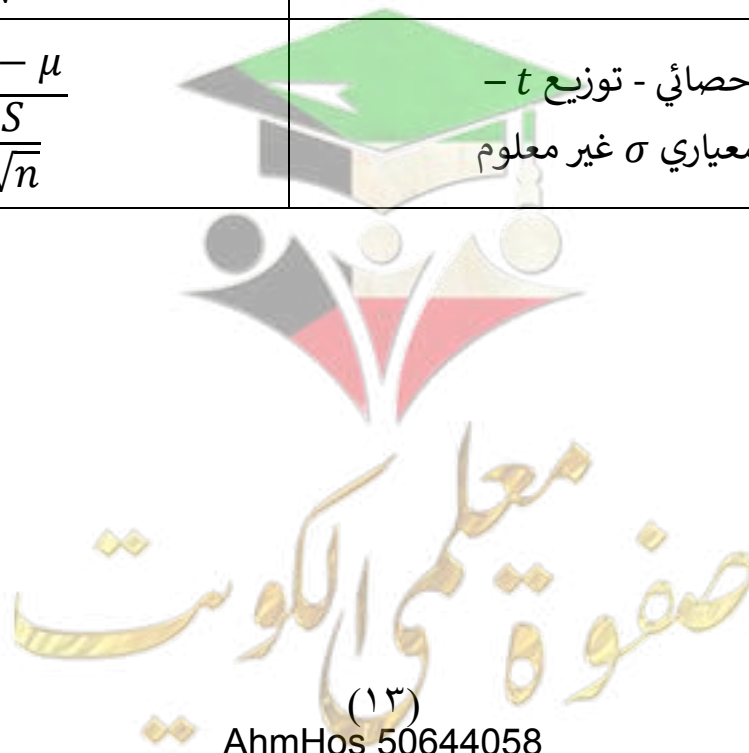 حصائي - توزيع t –
معياري σ غير معلوم
– μ
S
√n
صفوة معلمي الكويت
(١٣)
AhmHos 50644058